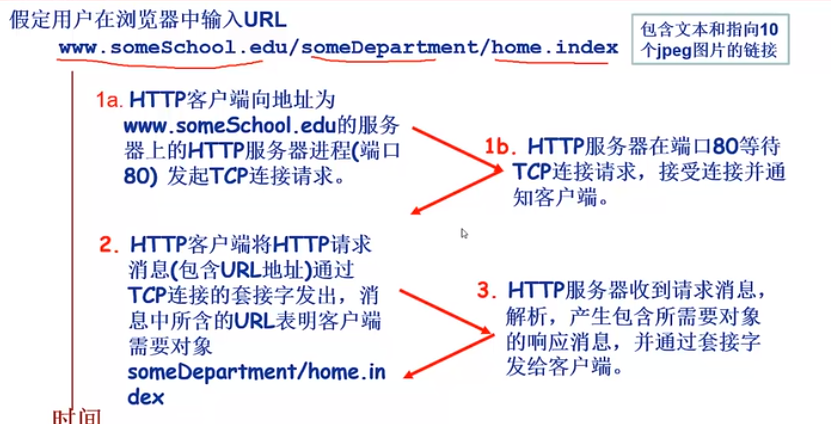 假定用户在浏览器中输入URL
www.someSchool.edu/someDepartment/home.index
包含文本和指向10
个jpeg图片的链接
1a. HTTP客户端向地址为
www.someSchool.edu的服务
器上的HTTP服务器进程(端口
80) 发起TCP连接请求。
1b. HTTP服务器在端口80等待
TCP连接请求，接受连接并通
知客户端。
2. HTTP客户端将HTTP请求
消息(包含URL地址)通过
TCP连接的套接字发出，消
息中所含的URL表明客户端
需要对象
someDepartment/home.in
dex
3. HTTP服务器收到请求消息，
解析，产生包含所需要对象
的响应消息，并通过套接字
发给客户端。
时间